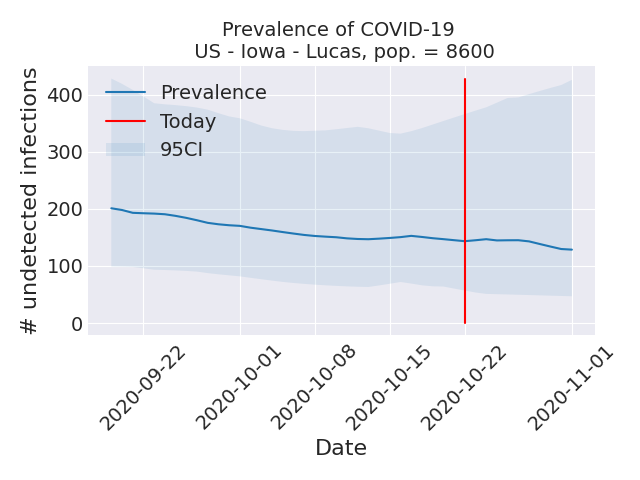 Prevalence of COVID-19
US - Iowa - Lucas, pop. = 8600
# undetected infections
400
300
200
100
0
Prevalence
Today
95CI
2020-09-22
2020-10-01
2020-10-08
2020-10-15
2020-10-22
2020-11-01
Date